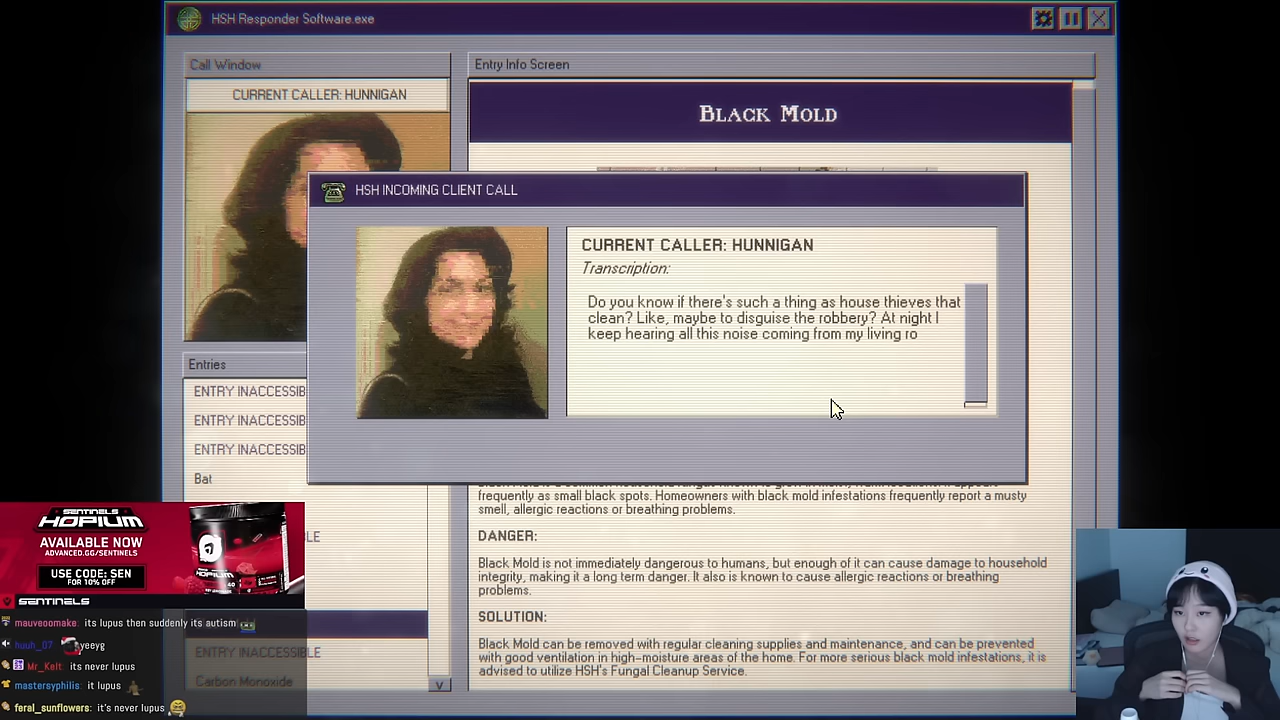 HSH Responder Software.exe
Call Window
CURRENT CALLER: HUNNIGAN
Entry Info Screen
BLACK MOLD
HSH INCOMING CLIENT CALL
CURRENT CALLER: HUNNIGAN
Transcription:
Do you know if there's such a thing as house thieves that
clean? Like, maybe to disguise the robbery? At night I
keep hearing all this noise coming from my living ro
Entries
ENTRY INACCESSIB
ENTRY INACCESSIB
ENTRY INACCESSIB
Bat
LE
ENTRY INACCESSIBLE
Carbon Monoxide
V
frequently as small black spots. Homeowners with black mold infestations frequently report a musty
smell, allergic reactions or breathing problems.
DANGER:
Black Mold is not immediately dangerous to humans, but enough of it can cause damage to household
integrity, making it a long term danger. It also is known to cause allergic reactions or breathing
problems.
SOLUTION:
Black Mold can be removed with regular cleaning supplies and maintenance, and can be prevented
with good ventilation in high-moisture areas of the home. For more serious black mold infestations, it is
advised to utilize HSH's Fungal Cleanup Service.
SENTINELS
HOPIUM
AVAILABLE NOW
ADVANCED.GG/SENTINELS
USE CODE: SEN
FOR 10% OFF
HOPIUM
SENTINELS
mauveoomake: its lupus then suddenly its autism
huuh_07 yeeyg
Mr_Kelt: its never lupus
mastersyphilis: it lupus
feral_sunflowers: it's never lupus